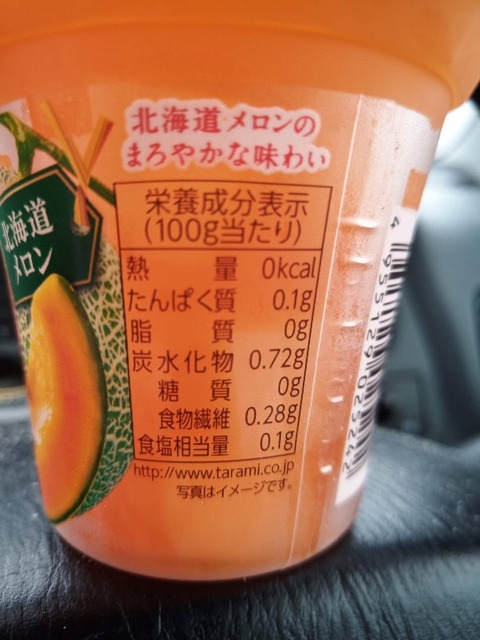 北海道メロンの
まろやかな味わい
北海道
メロン
栄養成分表示
(100g当たり)
熱量 0kcal
たんぱく質 0.1g
脂質 0g
炭水化物 0.72g
糖質 0g
食物繊維 0.28g
食塩相当量 0.1g
http://www.tarami.co.jp
写真はイメージです。
4 955129 025242